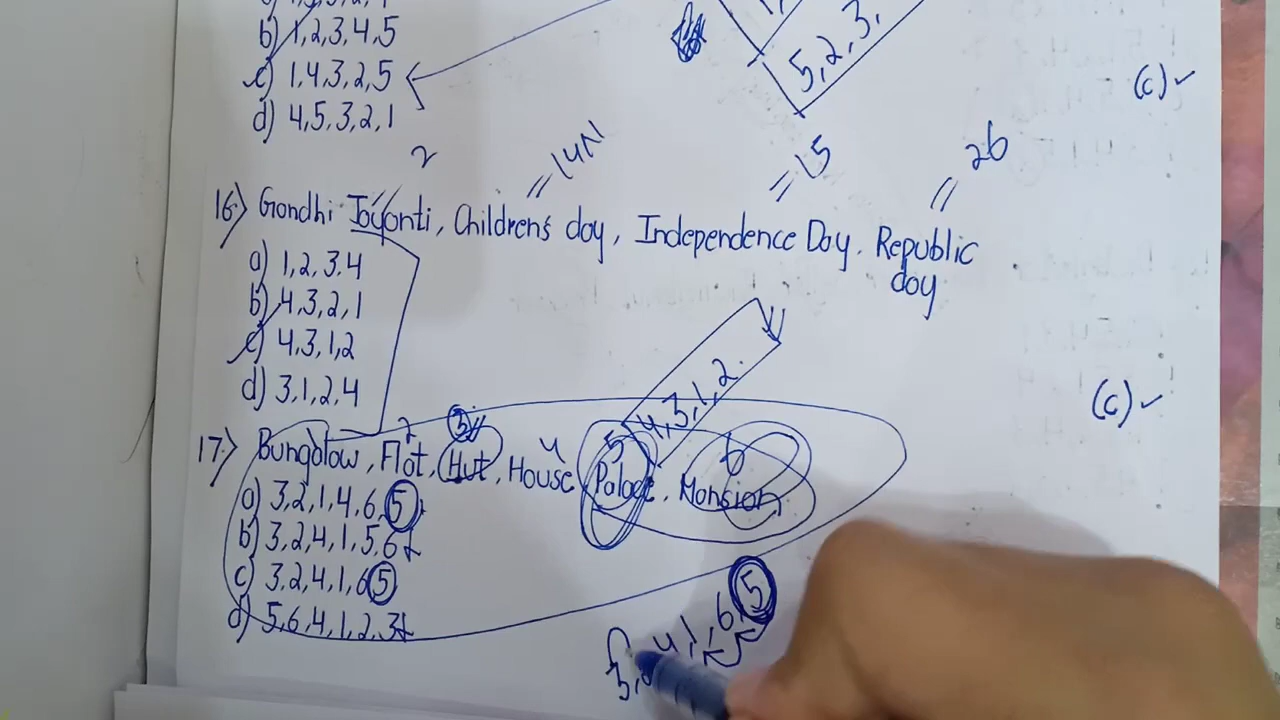 b) 1,2,3,4,5
c) 1,4,3,2,5
d) 4,5,3,2,1
5,2,3,
(c) ✓
2
= 14N
= 15
= 26
16.) Gandhi Jayanti, Children's day, Independence Day. Republic
day
a) 1,2,3.4
b) 4,3,2,1
c) 4,3,1,2
d) 3,1,2,4
4,3,1,2.
(c) ✓
2 3 4 5 6
17.) Bungalow, Flat, Hut, House Palace, Mansion
a) 3,2,1,4,6,5
b) 3,2,4,1,5,6
c) 3,2,4,1,6 5
d) 5,6,4,1,2,3
4 1,6,5